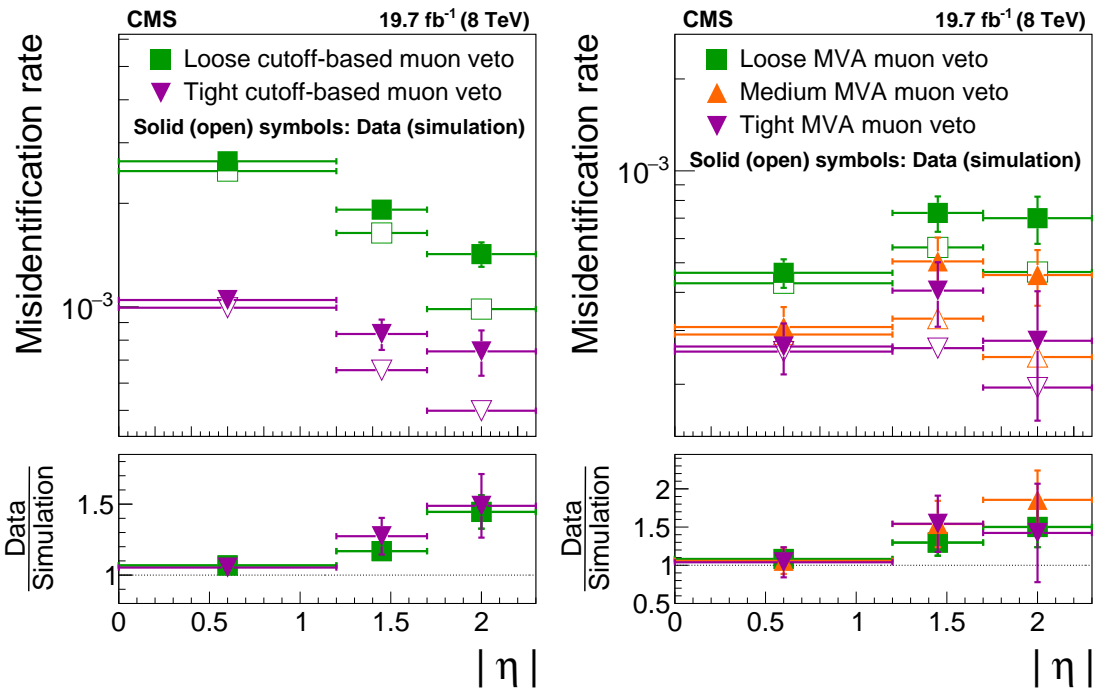 CMS 19.7 fb⁻¹ (8 TeV)
Misidentification rate
Loose cutoff-based muon veto
Tight cutoff-based muon veto
Solid (open) symbols: Data (simulation)
10⁻³
Data
Simulation
1.5
1
0 0.5 1 1.5 2
| η |
CMS 19.7 fb⁻¹ (8 TeV)
Misidentification rate
Loose MVA muon veto
Medium MVA muon veto
Tight MVA muon veto
Solid (open) symbols: Data (simulation)
10⁻³
Data
Simulation
2
1.5
1
0.5
0 0.5 1 1.5 2
| η |